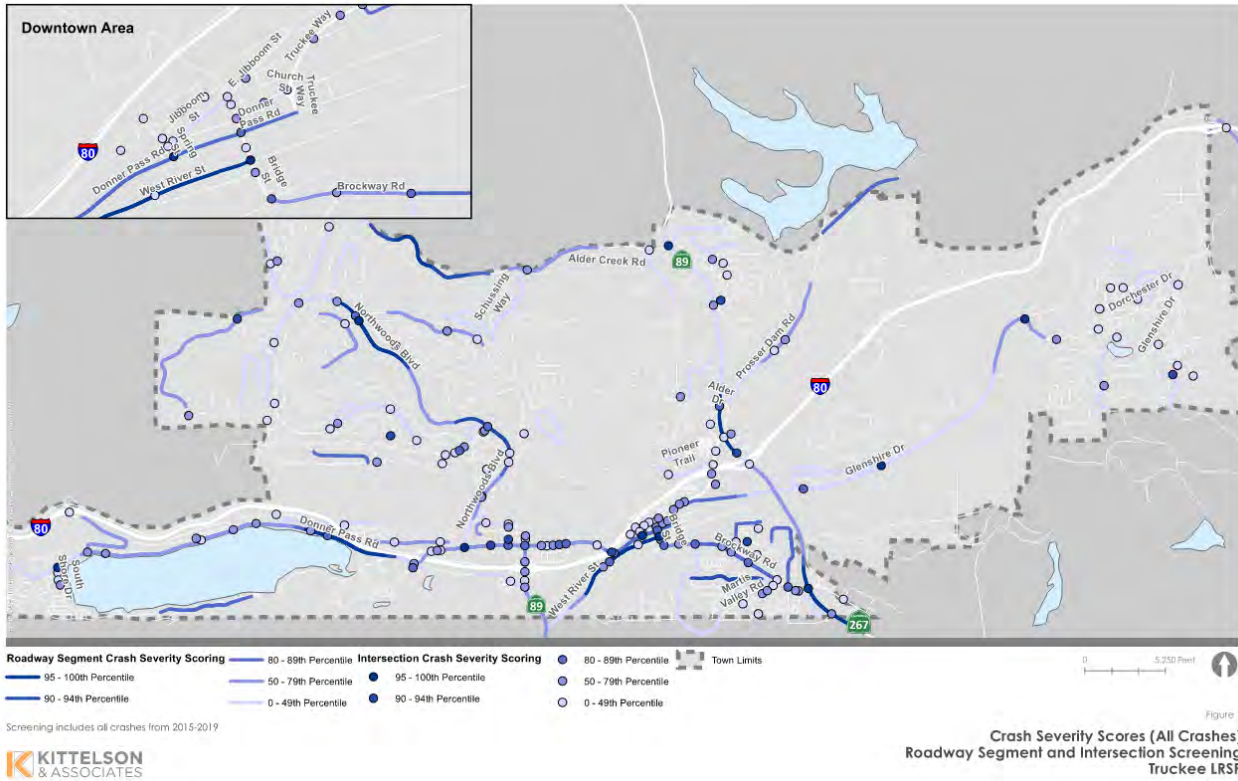 Downtown Area
E Jibboom St
Truckee Way
Church St
Truckee Way
Jibboom St
Donner Pass Rd
Spring St
Donner Pass Rd
80
West River St
Bridge St
Brockway Rd
Alder Creek Rd
89
Schussing Way
Northwoods Blvd
Prosser Dam Rd
Dorchester Dr
Glenshire Dr
80
Alder Dr
Pioneer Trail
Glenshire Dr
Northwoods Blvd
80
Donner Pass Rd
Bridge St
Brockway Rd
South Shore Dr
West River St
Martis Valley Rd
89
267
Roadway Segment Crash Severity Scoring
95 - 100th Percentile
90 - 94th Percentile
80 - 89th Percentile
50 - 79th Percentile
0 - 49th Percentile
Intersection Crash Severity Scoring
95 - 100th Percentile
90 - 94th Percentile
80 - 89th Percentile
50 - 79th Percentile
0 - 49th Percentile
Town Limits
0 5,250 Feet
Screening includes all crashes from 2015-2019
KITTELSON
& ASSOCIATES
Figure
Crash Severity Scores (All Crashes)
Roadway Segment and Intersection Screening
Truckee LRSP